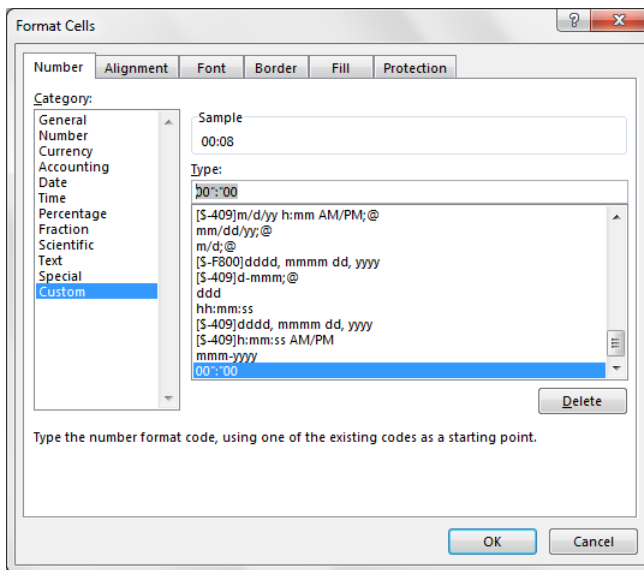 Format Cells
Number
Alignment
Font
Border
Fill
Protection
Category:
General
Number
Currency
Accounting
Date
Time
Percentage
Fraction
Scientific
Text
Special
Custom
Sample
00:08
Type:
00":"00
[$-409]m/d/yy h:mm AM/PM;@
mm/dd/yy;@
m/d;@
[$-F800]dddd, mmmm dd, yyyy
[$-409]d-mmm;@
ddd
hh:mm:ss
[$-409]dddd, mmmm dd, yyyy
[$-409]h:mm:ss AM/PM
mmm-yyyy
00":"00
Delete
Type the number format code, using one of the existing codes as a starting point.
OK
Cancel